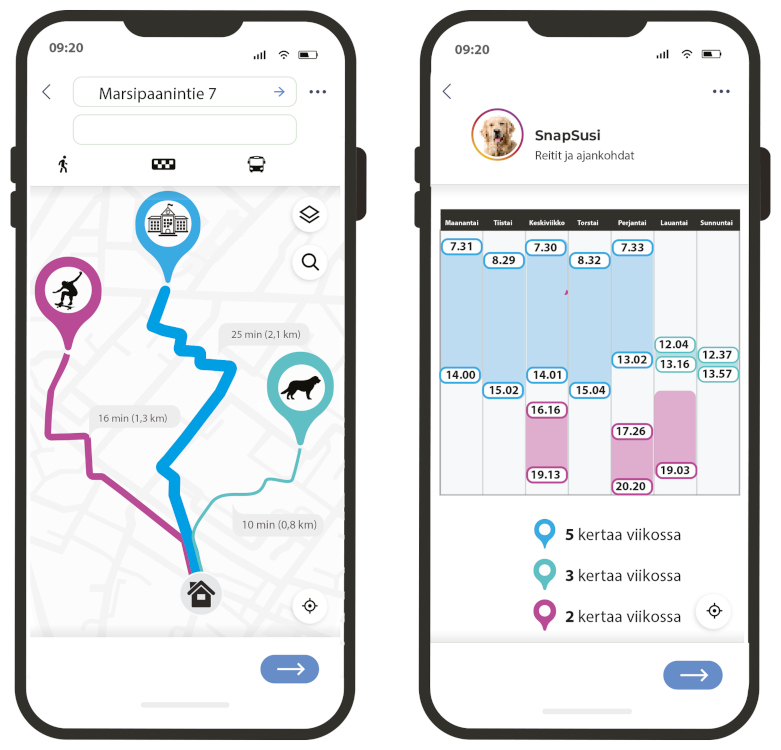 09:20
Marsipaanintie 7
25 min (2,1 km)
16 min (1,3 km)
10 min (0,8 km)
09:20
SnapSusi
Reitit ja ajankohdat
Maanantai Tiistai Keskiviikko Torstai Perjantai Lauantai Sunnuntai
7.31 7.30 7.33
8.29 8.32
12.04
13.02 13.16 12.37
14.00 14.01 13.57
15.02 15.04
16.16
17.26
19.13 19.03
20.20
5 kertaa viikossa
3 kertaa viikossa
2 kertaa viikossa